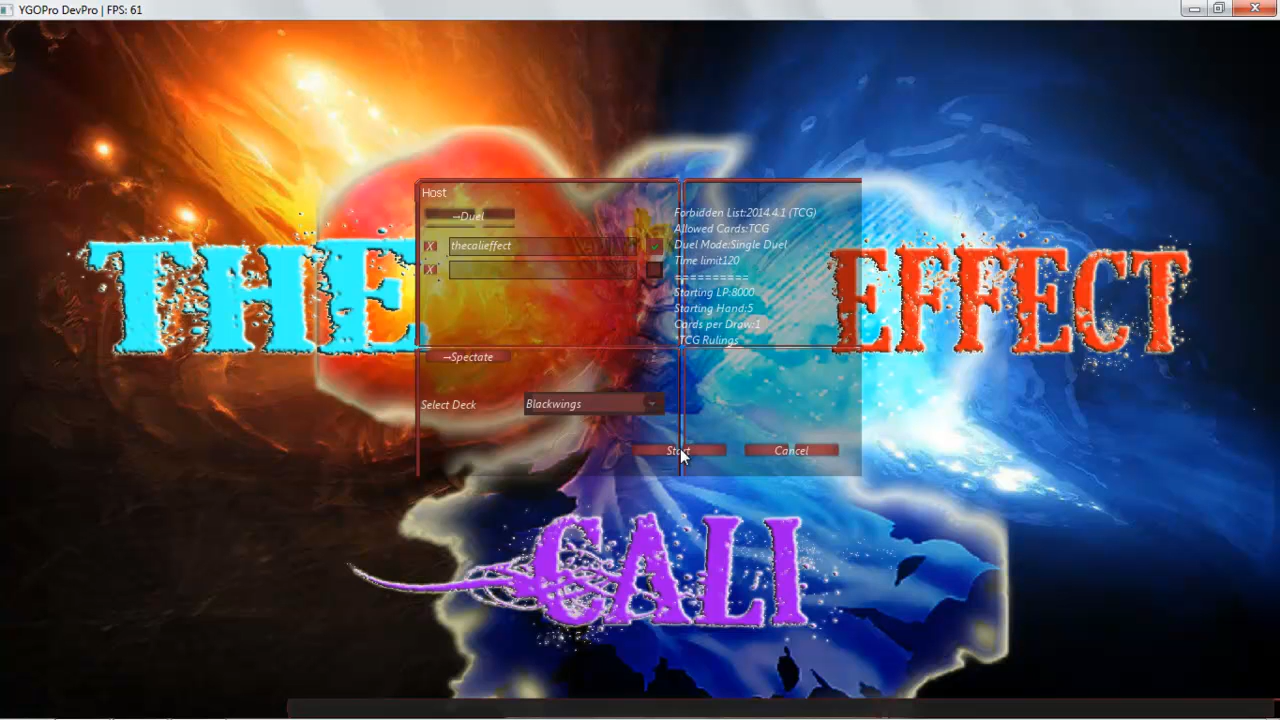 YGOPro DevPro | FPS: 61
Host
→Duel
X thecalieffect
X
Forbidden List:2014.4.1 (TCG)
Allowed Cards:TCG
Duel Mode:Single Duel
Time limit120
==========
Starting LP:8000
Starting Hand:5
Cards per Draw:1
*TCG Rulings
→Spectate
Select Deck Blackwings
Start Cancel
THE EFFECT
CALI